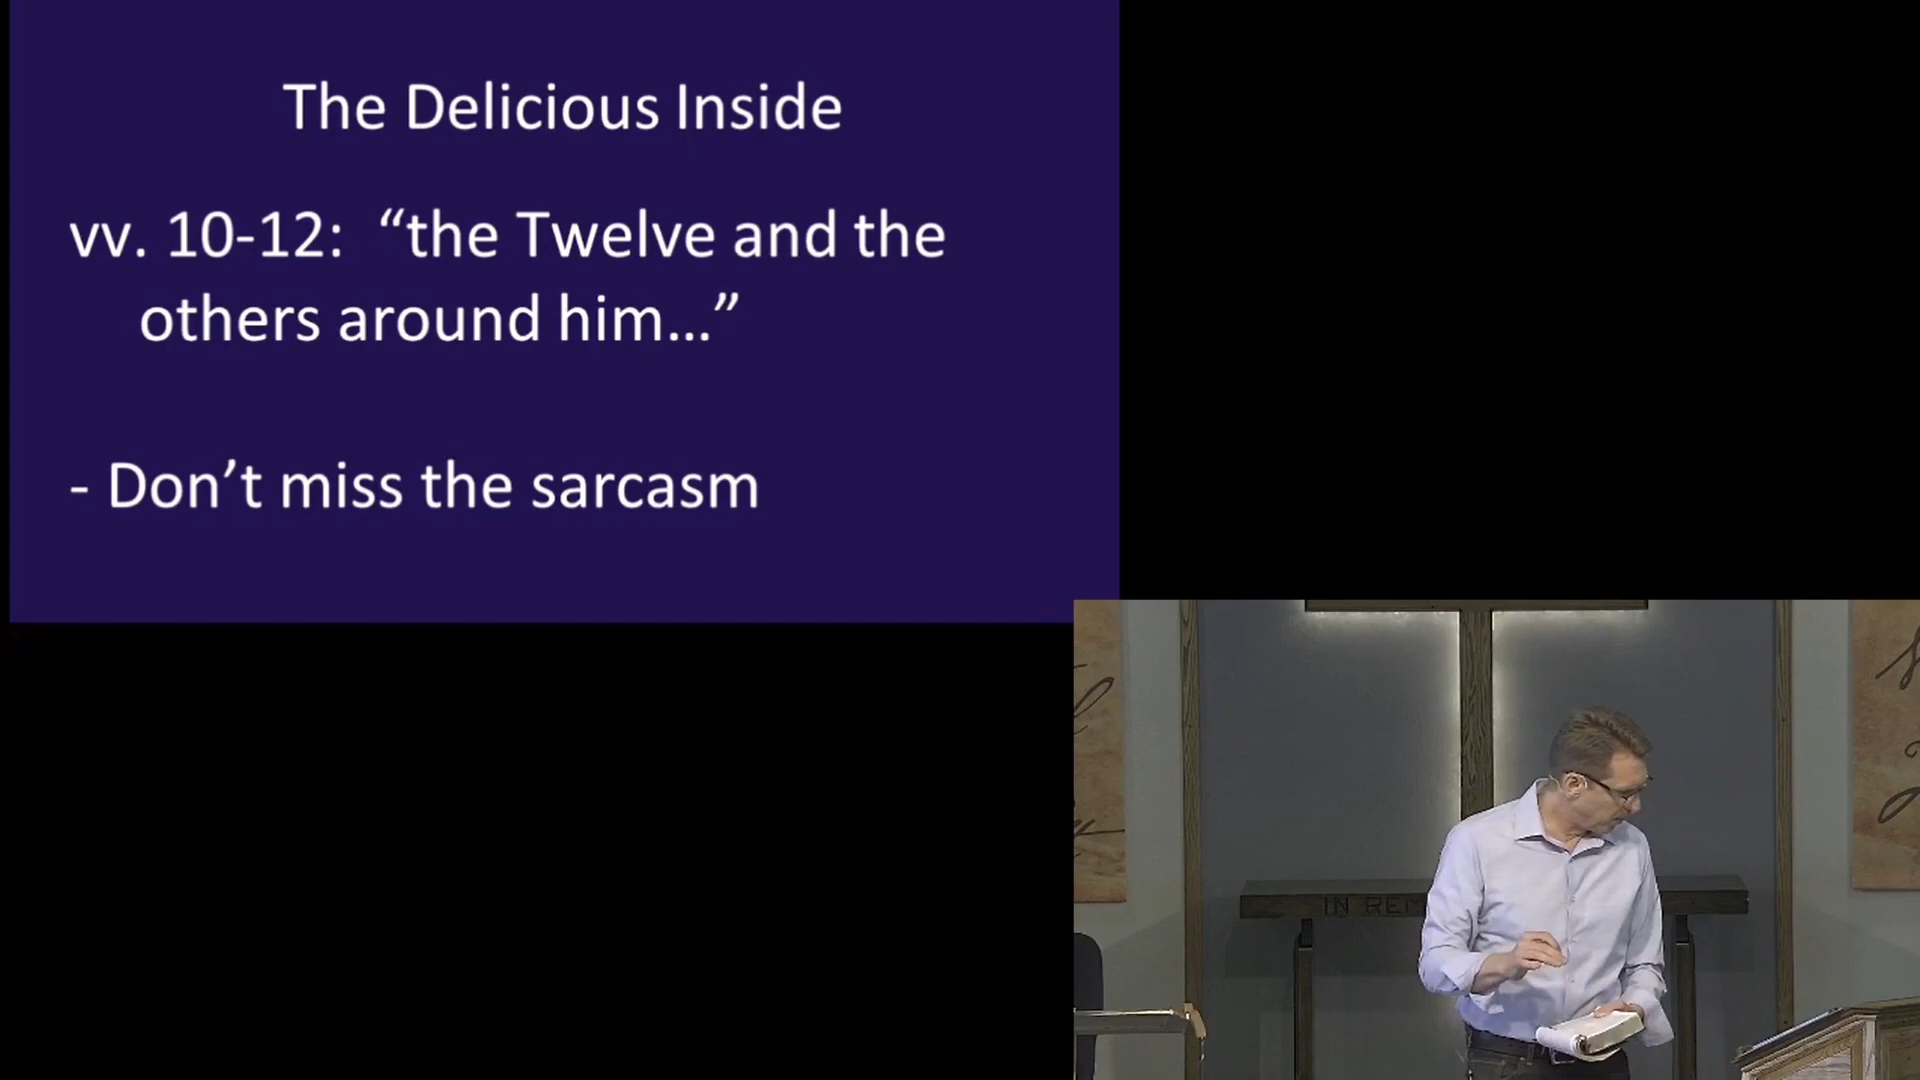 The Delicious Inside
vv. 10-12:  “the Twelve and the
others around him...”
- Don’t miss the sarcasm
IN RE